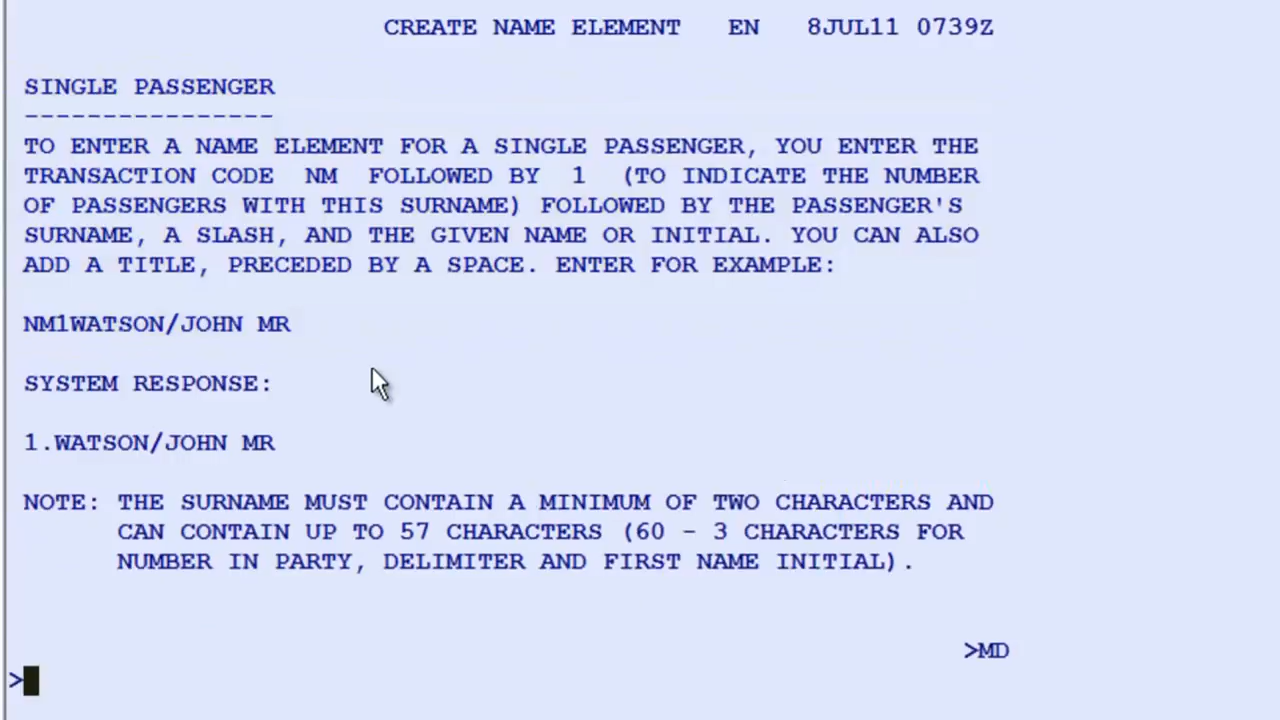 CREATE NAME ELEMENT EN 8JUL11 0739Z
SINGLE PASSENGER
----------------
TO ENTER A NAME ELEMENT FOR A SINGLE PASSENGER, YOU ENTER THE
TRANSACTION CODE NM FOLLOWED BY 1 (TO INDICATE THE NUMBER
OF PASSENGERS WITH THIS SURNAME) FOLLOWED BY THE PASSENGER'S
SURNAME, A SLASH, AND THE GIVEN NAME OR INITIAL. YOU CAN ALSO
ADD A TITLE, PRECEDED BY A SPACE. ENTER FOR EXAMPLE:
NM1WATSON/JOHN MR
SYSTEM RESPONSE:
1.WATSON/JOHN MR
NOTE: THE SURNAME MUST CONTAIN A MINIMUM OF TWO CHARACTERS AND
CAN CONTAIN UP TO 57 CHARACTERS (60 - 3 CHARACTERS FOR
NUMBER IN PARTY, DELIMITER AND FIRST NAME INITIAL).
>MD
>